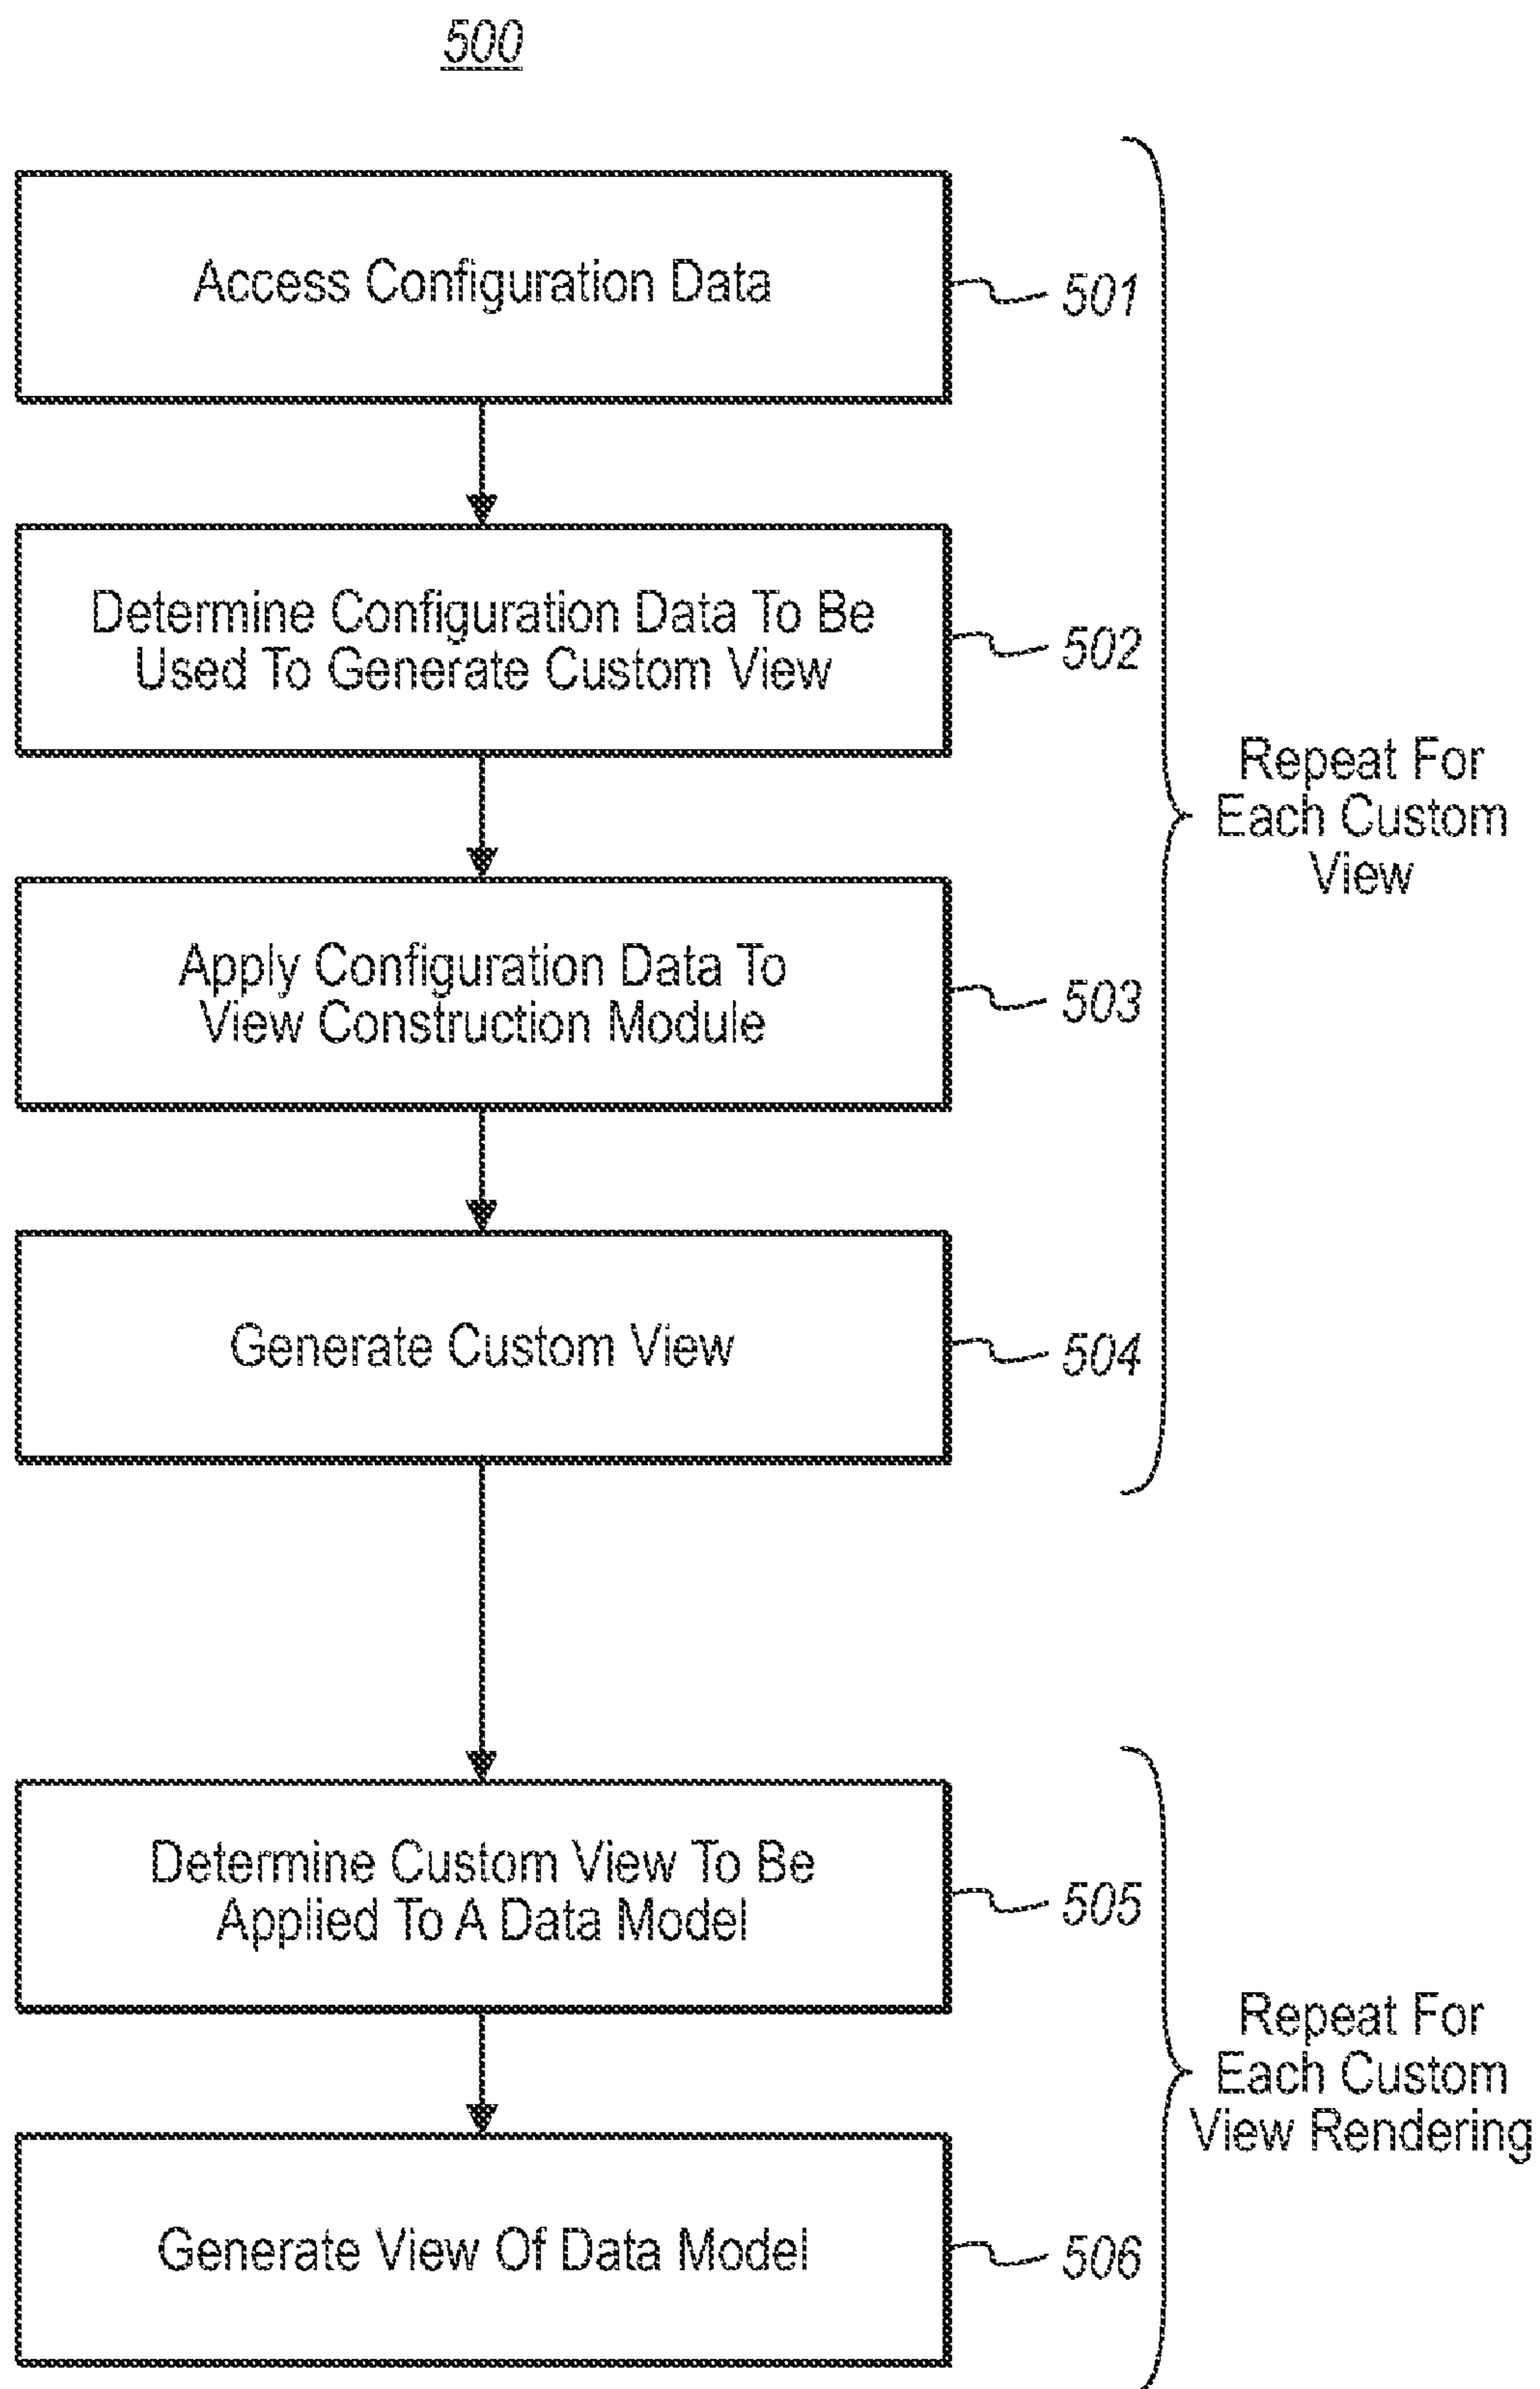 500
Access Configuration Data
501
Determine Configuration Data To Be
Used To Generate Custom View
502
Repeat For
Each Custom
View
Apply Configuration Data To
View Construction Module
503
Generate Custom View
504
Determine Custom View To Be
Applied To A Data Model
505
Repeat For
Each Custom
View Rendering
Generate View Of Data Model
506